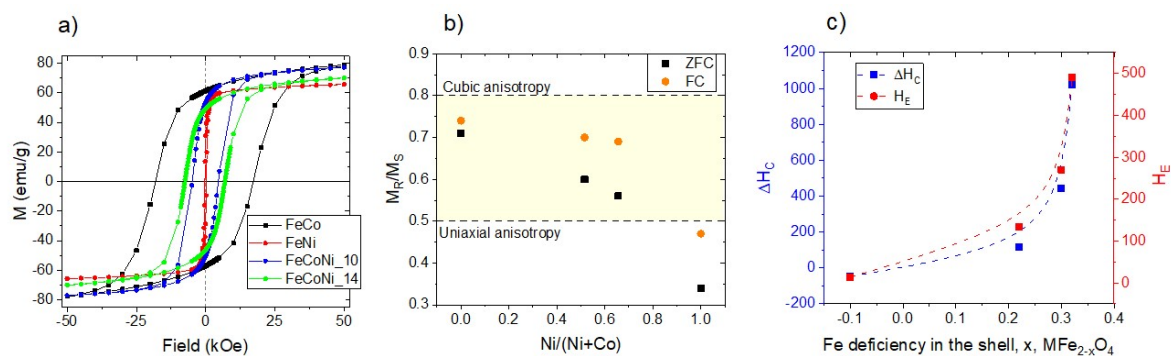 a)
M (emu/g)
80
60
40
20
0
-20
-40
-60
-80
FeCo
FeNi
FeCoNi_10
FeCoNi_14
-50
-25
0
25
50
Field (kOe)
b)
M_R/M_S
0.9
0.8
0.7
0.6
0.5
0.4
0.3
ZFC
FC
Cubic anisotropy
Uniaxial anisotropy
0.0
0.2
0.4
0.6
0.8
1.0
Ni/(Ni+Co)
c)
ΔH_C
1200
1000
800
600
400
200
0
-200
ΔH_C
H_E
500
400
300
200
100
0
H_E
-0.1
0.0
0.1
0.2
0.3
0.4
Fe deficiency in the shell, x, MFe_{2-x}O_4